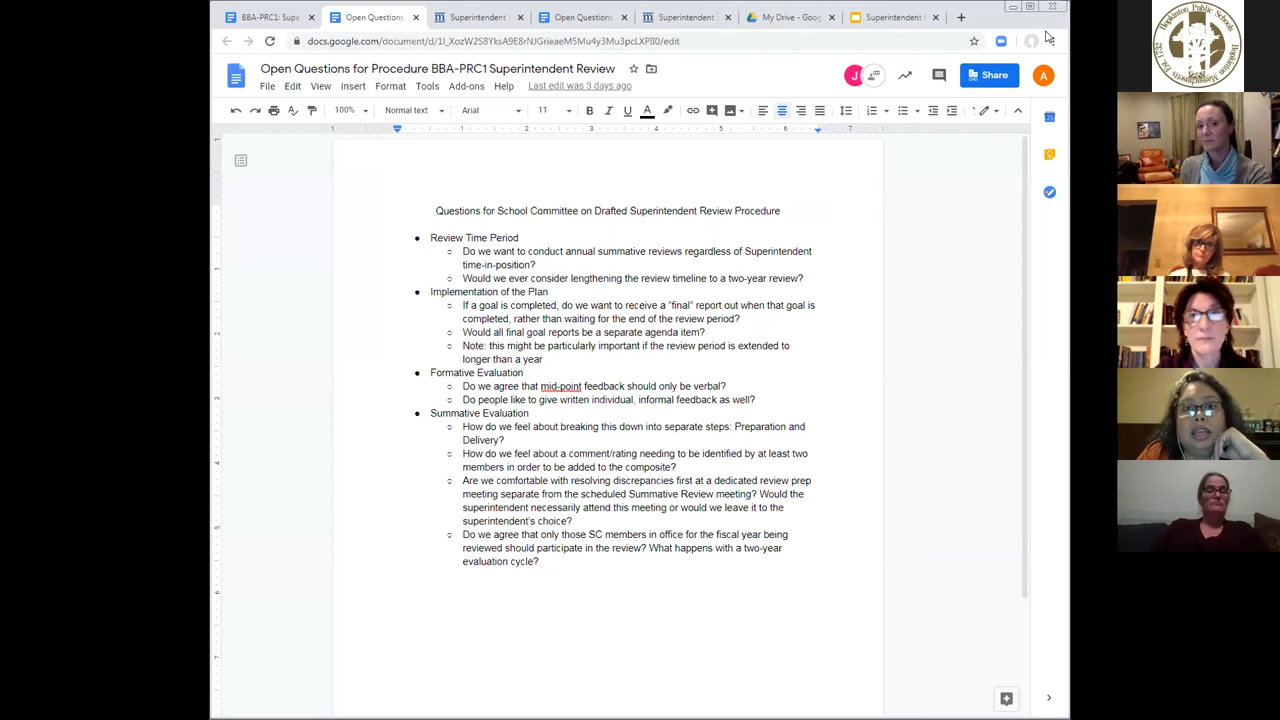 BBA-PRC1: Supe
Open Questions
Superintendent
Open Questions
Superintendent
My Drive - Goog
Superintendent
docs.google.com/document/d/1J_XozW2S8YksA9E8rNJGrieaeM5Mu4y3Mu3pcLXPII0/edit
Open Questions for Procedure BBA-PRC1 Superintendent Review
File Edit View Insert Format Tools Add-ons Help Last edit was 3 days ago
J
Share
A
100% Normal text Arial 11 B I U A
Questions for School Committee on Drafted Superintendent Review Procedure
● Review Time Period
○ Do we want to conduct annual summative reviews regardless of Superintendent
time-in-position?
○ Would we ever consider lengthening the review timeline to a two-year review?
● Implementation of the Plan
○ If a goal is completed, do we want to receive a "final" report out when that goal is
completed, rather than waiting for the end of the review period?
○ Would all final goal reports be a separate agenda item?
○ Note: this might be particularly important if the review period is extended to
longer than a year
● Formative Evaluation
○ Do we agree that mid-point feedback should only be verbal?
○ Do people like to give written individual, informal feedback as well?
● Summative Evaluation
○ How do we feel about breaking this down into separate steps: Preparation and
Delivery?
○ How do we feel about a comment/rating needing to be identified by at least two
members in order to be added to the composite?
○ Are we comfortable with resolving discrepancies first at a dedicated review prep
meeting separate from the scheduled Summative Review meeting? Would the
superintendent necessarily attend this meeting or would we leave it to the
superintendent's choice?
○ Do we agree that only those SC members in office for the fiscal year being
reviewed should participate in the review? What happens with a two-year
evaluation cycle?
Hopkinton Public Schools
Hopkinton, Massachusetts